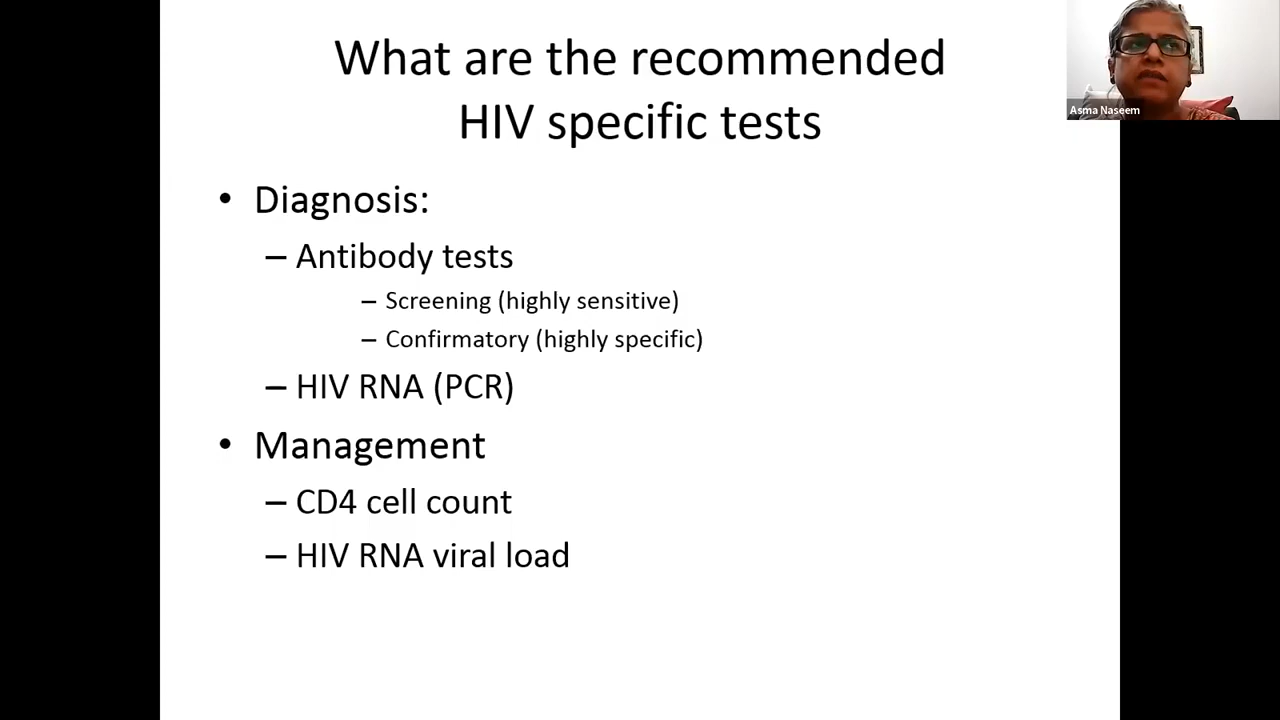 What are the recommended
HIV specific tests
Asma Naseem
• Diagnosis:
– Antibody tests
– Screening (highly sensitive)
– Confirmatory (highly specific)
– HIV RNA (PCR)
• Management
– CD4 cell count
– HIV RNA viral load